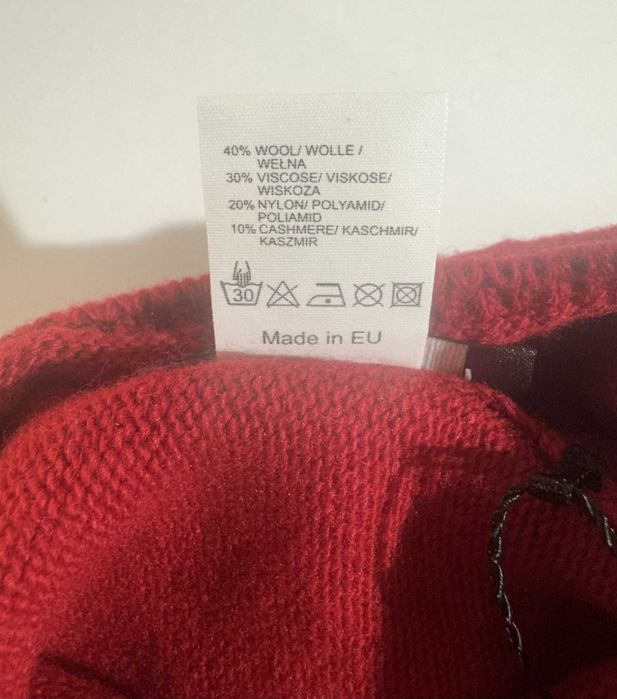 40% WOOL/ WOLLE /
WEŁNA
30% VISCOSE/ VISKOSE/
WISKOZA
20% NYLON/ POLYAMID/
POLIAMID
10% CASHMERE/ KASCHMIR/
KASZMIR
30
Made in EU